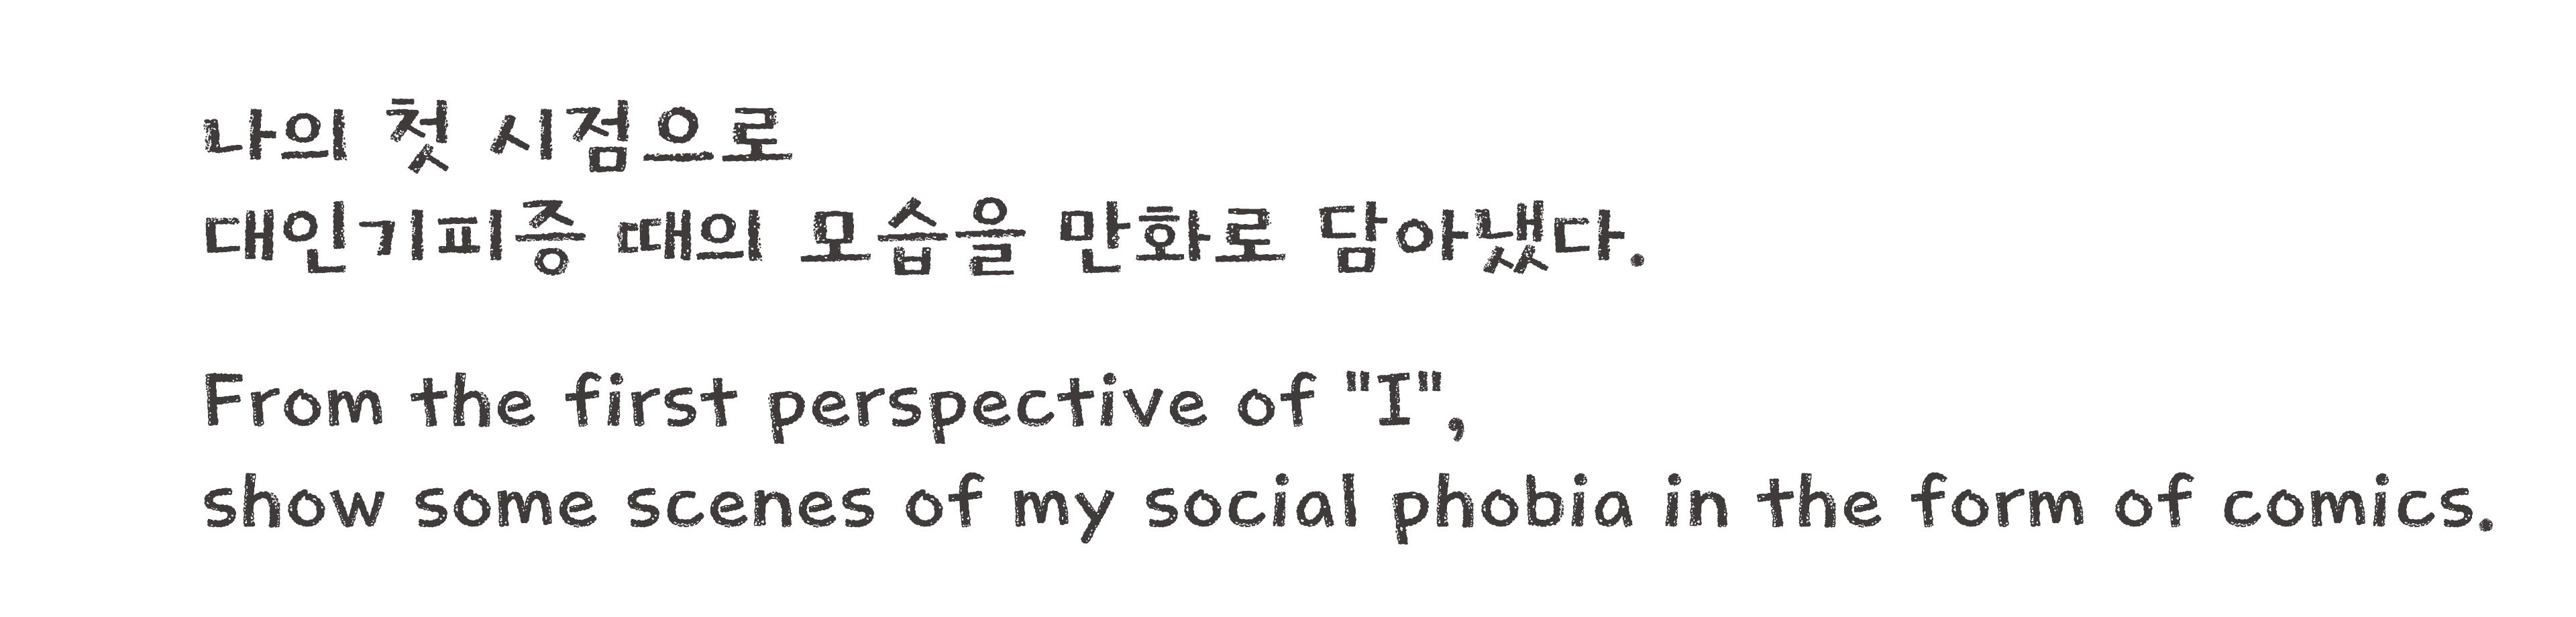 나의 첫 시점으로
대인기피증 때의 모습을 만화로 담아냈다.
From the first perspective of "I",
show some scenes of my social phobia in the form of comics.